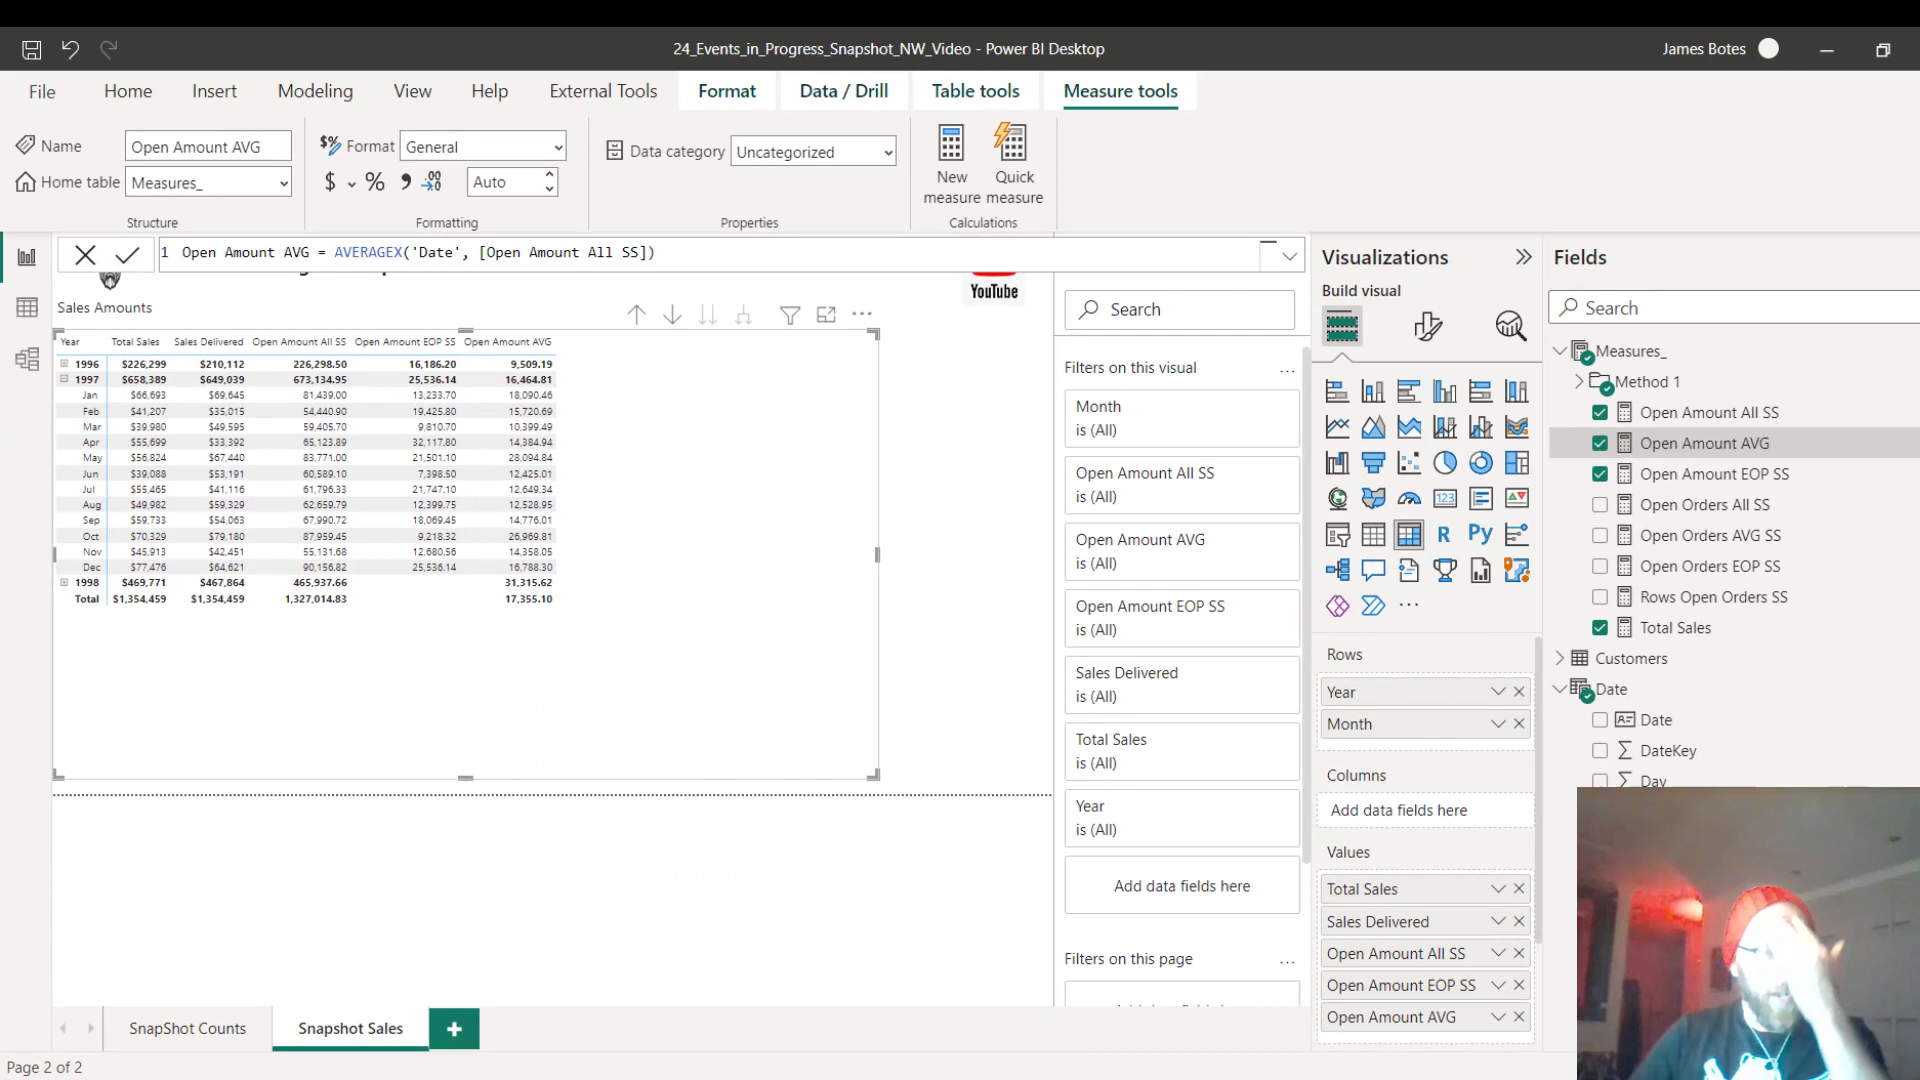 24_Events_in_Progress_Snapshot_NW_Video - Power BI Desktop
James Botes
File Home Insert Modeling View Help External Tools Format Data / Drill Table tools Measure tools
Name Open Amount AVG
Home table Measures_
Structure
$% Format General
$ % , .00 Auto
Formatting
Data category Uncategorized
Properties
New measure
Quick measure
Calculations
1 Open Amount AVG = AVERAGEX('Date', [Open Amount All SS])
YouTube
Sales Amounts
Year Total Sales Sales Delivered Open Amount All SS Open Amount EOP SS Open Amount AVG
1996 $226,299 $210,112 226,298.50 16,186.20 9,509.19
1997 $658,389 $649,039 673,134.95 25,536.14 16,464.81
Jan $66,693 $69,645 81,439.00 13,233.70 18,090.46
Feb $41,207 $35,015 54,440.90 19,425.80 15,720.69
Mar $39,980 $49,595 59,405.70 9,810.70 10,399.49
Apr $55,699 $33,392 65,123.89 32,117.80 14,384.94
May $56,824 $67,440 83,771.00 21,501.10 28,094.84
Jun $39,088 $53,191 60,589.10 7,398.50 12,425.01
Jul $55,465 $41,116 61,796.33 21,747.10 12,649.34
Aug $49,982 $59,329 62,659.79 12,399.75 12,528.95
Sep $59,733 $54,063 67,990.72 18,069.45 14,776.01
Oct $70,329 $79,180 87,959.45 9,218.32 26,969.81
Nov $45,913 $42,451 55,131.68 12,680.56 14,358.05
Dec $77,476 $64,621 90,156.82 25,536.14 16,788.30
1998 $469,771 $467,864 465,937.66 31,315.62
Total $1,354,459 $1,354,459 1,327,014.83 17,355.10
Search
Filters on this visual ...
Month
is (All)
Open Amount All SS
is (All)
Open Amount AVG
is (All)
Open Amount EOP SS
is (All)
Sales Delivered
is (All)
Total Sales
is (All)
Year
is (All)
Add data fields here
Filters on this page ...
Visualizations
Build visual
123
R Py
...
Rows
Year
Month
Columns
Add data fields here
Values
Total Sales
Sales Delivered
Open Amount All SS
Open Amount EOP SS
Open Amount AVG
Fields
Search
Measures_
Method 1
Open Amount All SS
Open Amount AVG
Open Amount EOP SS
Open Orders All SS
Open Orders AVG SS
Open Orders EOP SS
Rows Open Orders SS
Total Sales
Customers
Date
Date
DateKey
Day
SnapShot Counts
Snapshot Sales
Page 2 of 2